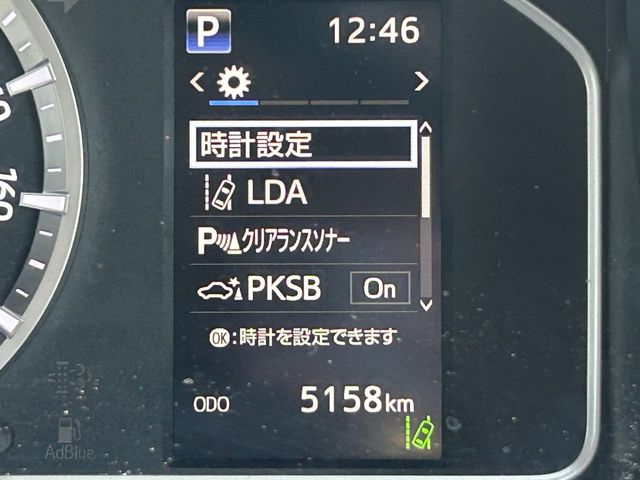 P 12:46
時計設定
LDA
P クリアランスソナー
PKSB On
OK:時計を設定できます
ODO 5158km
160
AdBlue